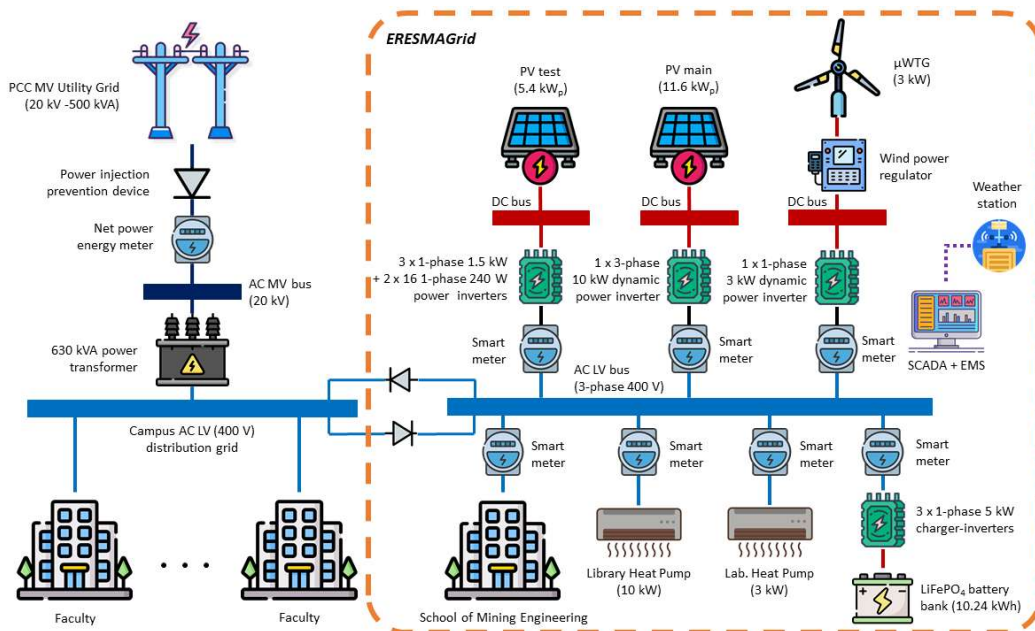 ERESMAGrid
PCC MV Utility Grid
(20 kV -500 kVA)
Power injection
prevention device
Net power
energy meter
AC MV bus
(20 kV)
630 kVA power
transformer
Campus AC LV (400 V)
distribution grid
Faculty
. . .
Faculty
PV test
(5.4 kWp)
PV main
(11.6 kWp)
μWTG
(3 kW)
Wind power
regulator
Weather
station
DC bus
DC bus
DC bus
3 x 1-phase 1.5 kW
+ 2 x 16 1-phase 240 W
power inverters
1 x 3-phase
10 kW dynamic
power inverter
1 x 1-phase
3 kW dynamic
power inverter
SCADA + EMS
Smart
meter
Smart
meter
Smart
meter
AC LV bus
(3-phase 400 V)
Smart
meter
Smart
meter
Smart
meter
Smart
meter
3 x 1-phase 5 kW
charger-inverters
School of Mining Engineering
Library Heat Pump
(10 kW)
Lab. Heat Pump
(3 kW)
LiFePO4 battery
bank (10.24 kWh)